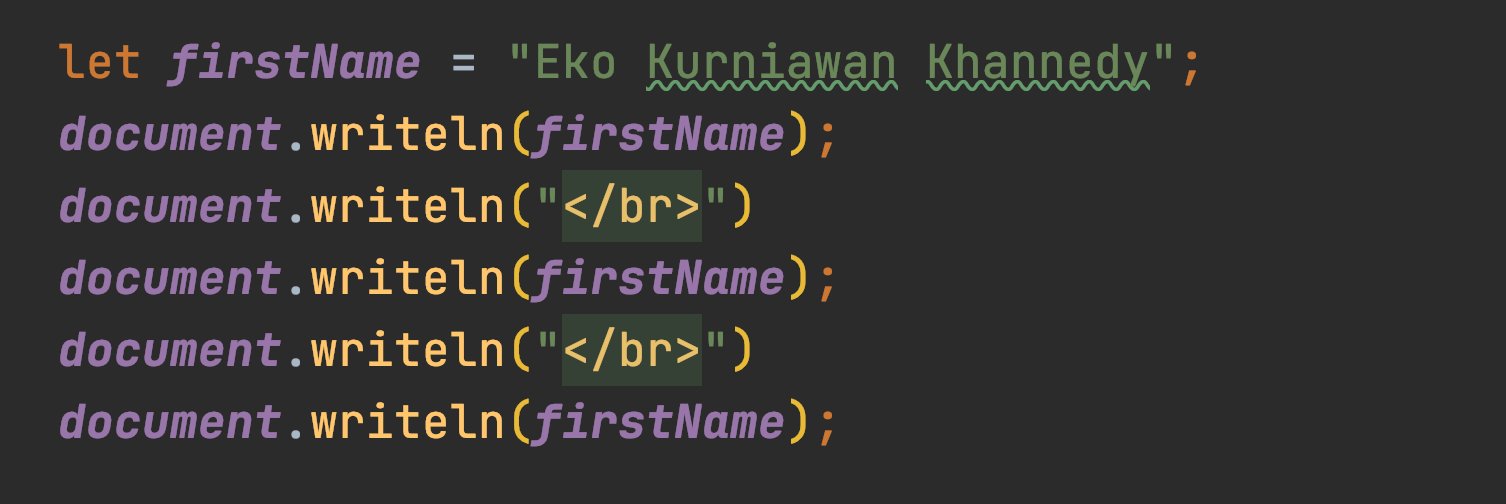 let firstName = "Eko Kurniawan Khannedy";
document.writeln(firstName);
document.writeln("</br>")
document.writeln(firstName);
document.writeln("</br>")
document.writeln(firstName);